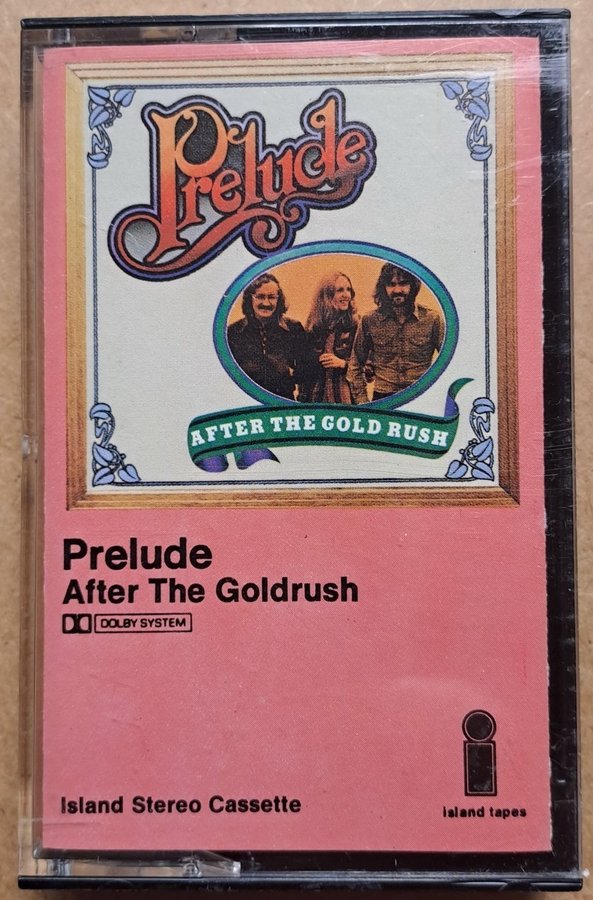 Prelude
AFTER THE GOLD RUSH
Prelude
After The Goldrush
DOLBY SYSTEM
Island Stereo Cassette
i
island tapes